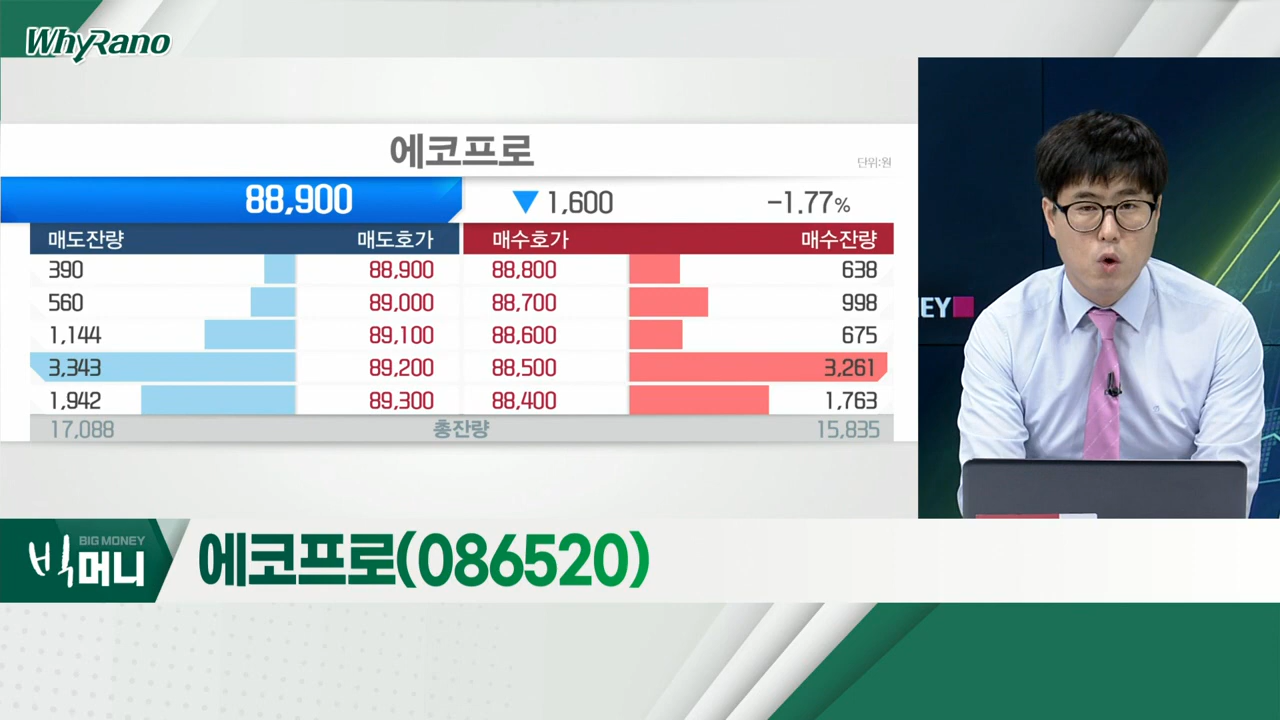 WhyRano
에코프로
단위:원
88,900 ▼ 1,600 -1.77%
매도잔량 매도호가 매수호가 매수잔량
390 88,900 88,800 638
560 89,000 88,700 998
1,144 89,100 88,600 675
3,343 89,200 88,500 3,261
1,942 89,300 88,400 1,763
17,088 총잔량 15,835
NEY
BIG MONEY
빅머니
에코프로(086520)